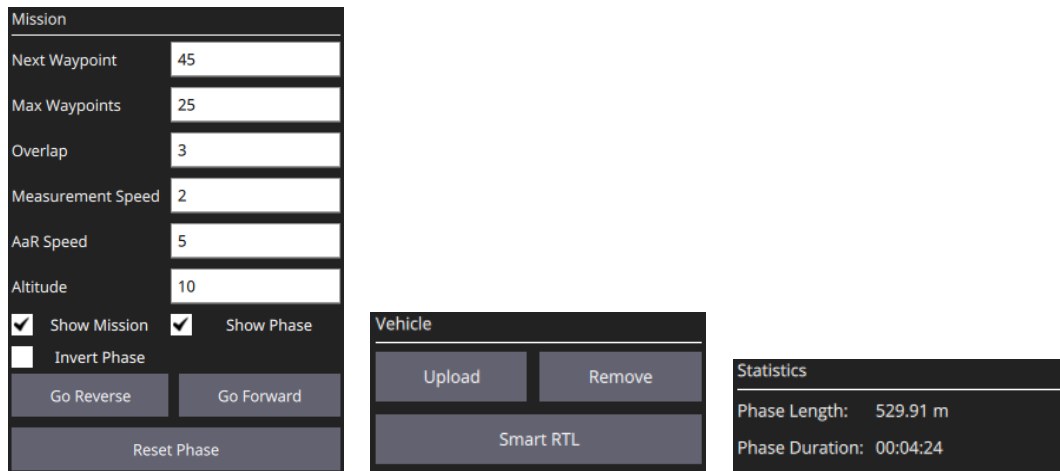 Mission
Next Waypoint 45
Max Waypoints 25
Overlap 3
Measurement Speed 2
AaR Speed 5
Altitude 10
Show Mission Show Phase
Invert Phase
Go Reverse Go Forward
Reset Phase
Vehicle
Upload Remove
Smart RTL
Statistics
Phase Length: 529.91 m
Phase Duration: 00:04:24